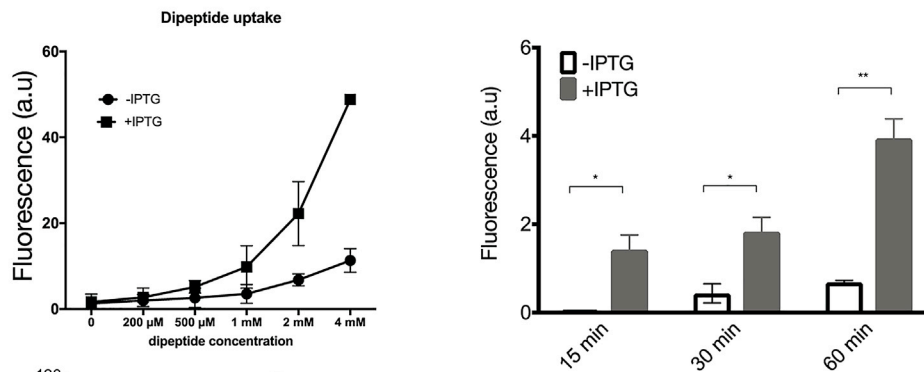 Dipeptide uptake
Fluorescence (a.u)
60
40
20
0
-IPTG
+IPTG
0 200 µM 500 µM 1 mM 2 mM 4 mM
dipeptide concentration
Fluorescence (a.u)
6
4
2
0
-IPTG
+IPTG
*
*
**
15 min 30 min 60 min